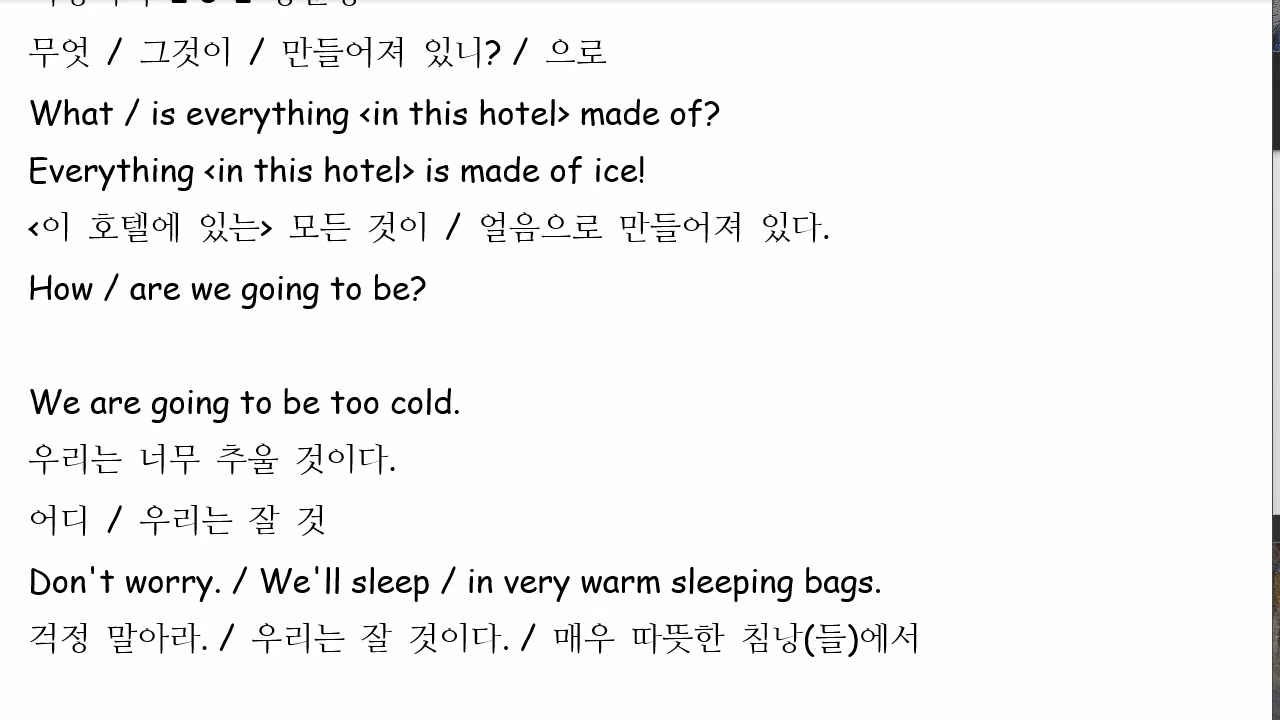 무엇 / 그것이 / 만들어져 있니? / 으로
What / is everything <in this hotel> made of?
Everything <in this hotel> is made of ice!
<이 호텔에 있는> 모든 것이 / 얼음으로 만들어져 있다.
How / are we going to be?
We are going to be too cold.
우리는 너무 추울 것이다.
어디 / 우리는 잘 것
Don't worry. / We'll sleep / in very warm sleeping bags.
걱정 말아라. / 우리는 잘 것이다. / 매우 따뜻한 침낭(들)에서